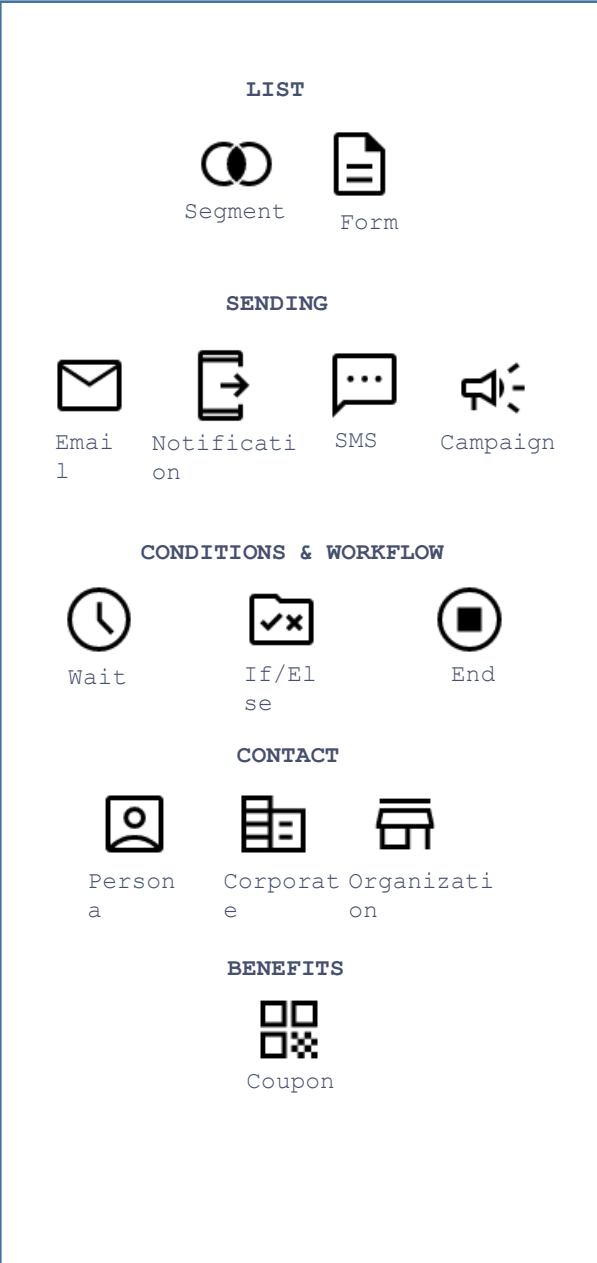 LIST
Segment
Form
SENDING
Emai
l
Notificati
on
SMS
Campaign
CONDITIONS & WORKFLOW
Wait
If/El
se
End
CONTACT
Person
a
Corporat
e
Organizati
on
BENEFITS
Coupon